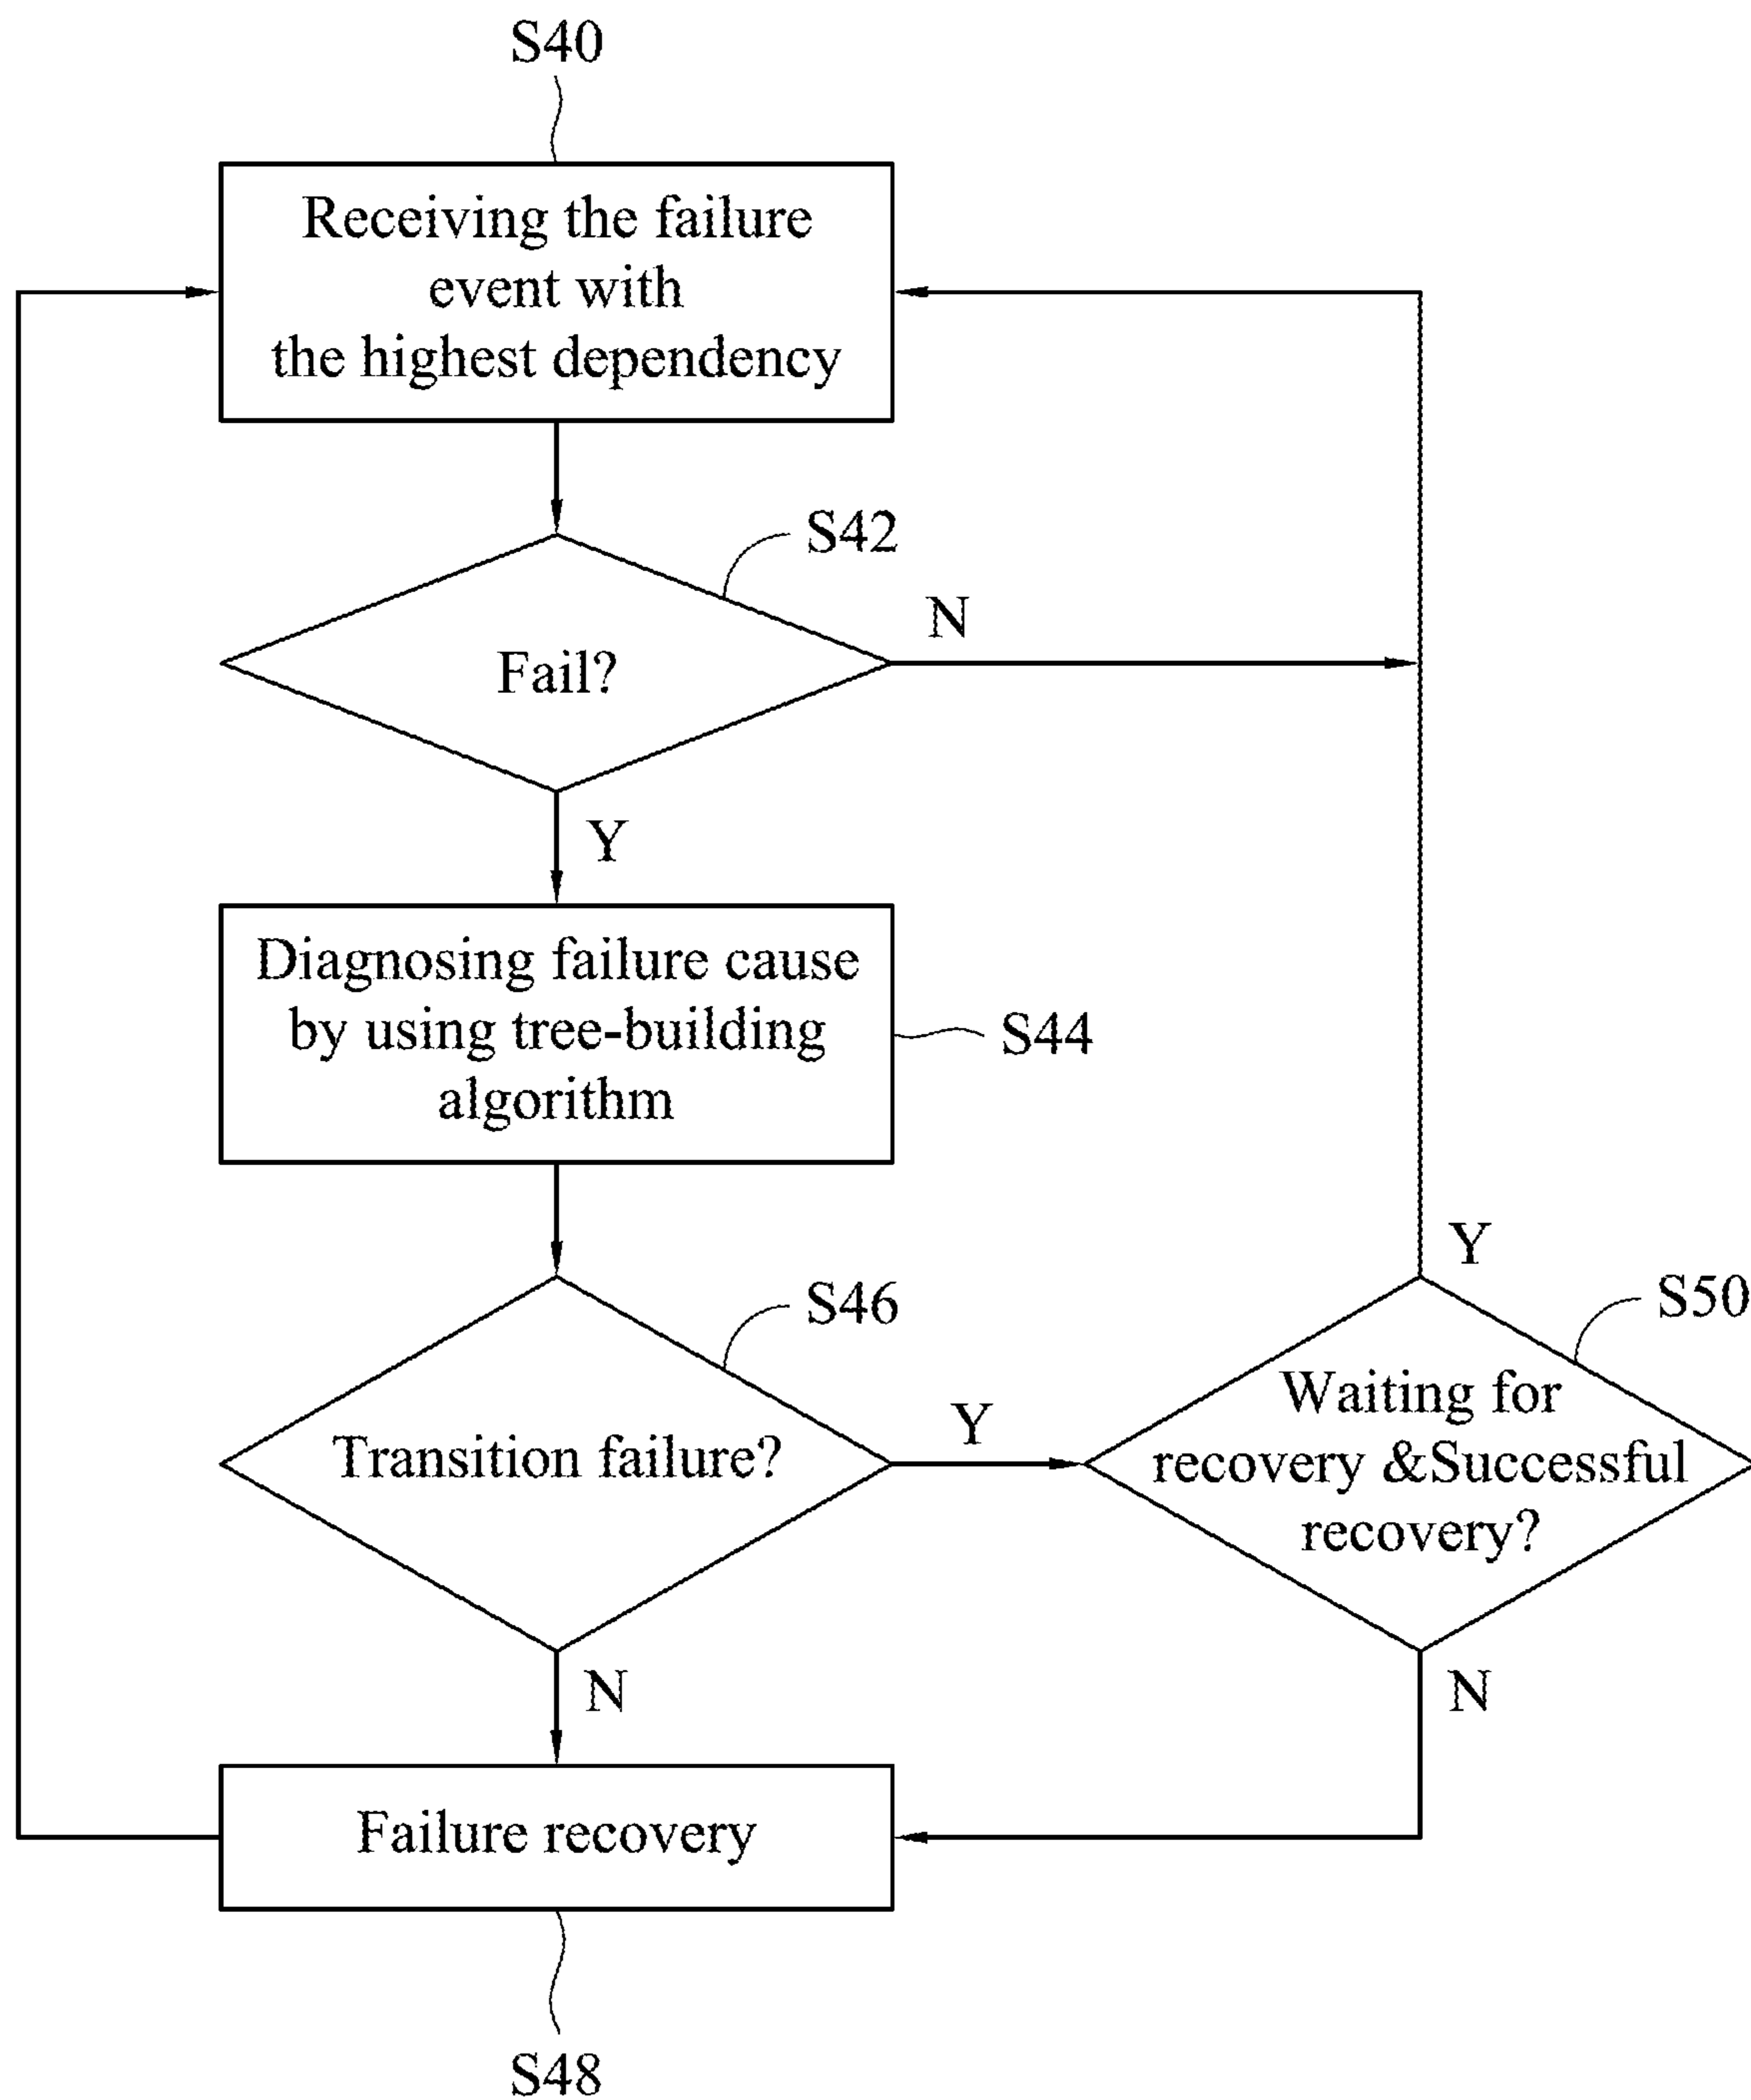 S40
Receiving the failure
event with
the highest dependency
S42
N
Fail?
Y
Diagnosing failure cause
by using tree-building
algorithm
S44
S46
Transition failure?
Y
Y
S50
Waiting for
recovery &Successful
recovery?
N
N
Failure recovery
S48